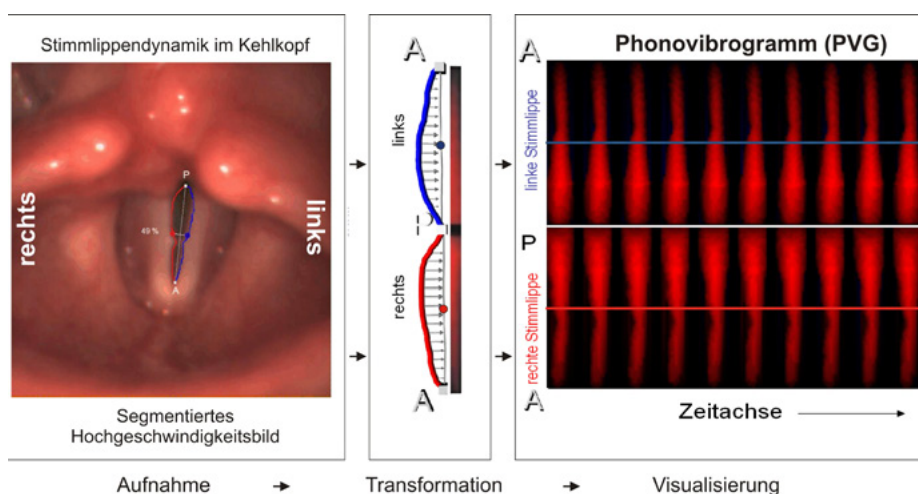 Stimmlippendynamik im Kehlkopf
rechts
links
P
49 %
A
Segmentiertes
Hochgeschwindigkeitsbild
A
links
P
rechts
A
Phonovibrogramm (PVG)
A
linke Stimmlippe
P
rechte Stimmlippe
A
Zeitachse
Aufnahme
Transformation
Visualisierung